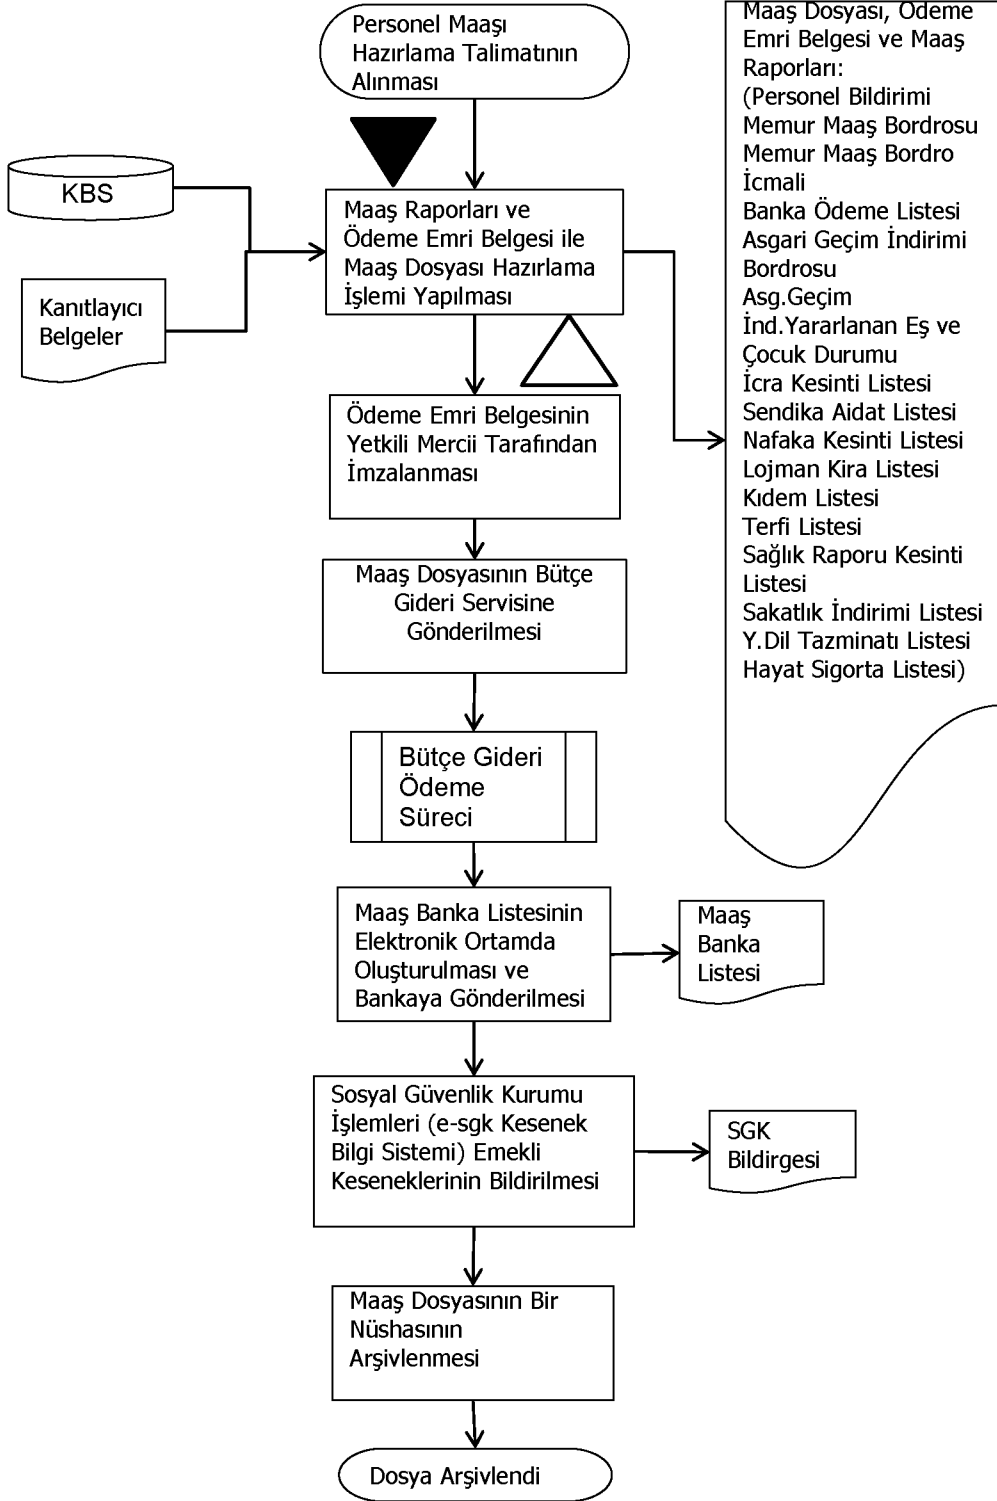 Personel Maaşı
Hazırlama Talimatının
Alınması
KBS
Kanıtlayıcı
Belgeler
Maaş Raporları ve
Ödeme Emri Belgesi ile
Maaş Dosyası Hazırlama
İşlemi Yapılması
Maaş Dosyası, Ödeme
Emri Belgesi ve Maaş
Raporları:
(Personel Bildirimi
Memur Maaş Bordrosu
Memur Maaş Bordro
İcmali
Banka Ödeme Listesi
Asgari Geçim İndirimi
Bordrosu
Asg.Geçim
İnd.Yararlanan Eş ve
Çocuk Durumu
İcra Kesinti Listesi
Sendika Aidat Listesi
Nafaka Kesinti Listesi
Lojman Kira Listesi
Kıdem Listesi
Terfi Listesi
Sağlık Raporu Kesinti
Listesi
Sakatlık İndirimi Listesi
Y.Dil Tazminatı Listesi
Hayat Sigorta Listesi)
Ödeme Emri Belgesinin
Yetkili Mercii Tarafından
İmzalanması
Maaş Dosyasının Bütçe
Gideri Servisine
Gönderilmesi
Bütçe Gideri
Ödeme
Süreci
Maaş Banka Listesinin
Elektronik Ortamda
Oluşturulması ve
Bankaya Gönderilmesi
Maaş
Banka
Listesi
Sosyal Güvenlik Kurumu
İşlemleri (e-sgk Kesenek
Bilgi Sistemi) Emekli
Keseneklerinin Bildirilmesi
SGK
Bildirgesi
Maaş Dosyasının Bir
Nüshasının
Arşivlenmesi
Dosya Arşivlendi